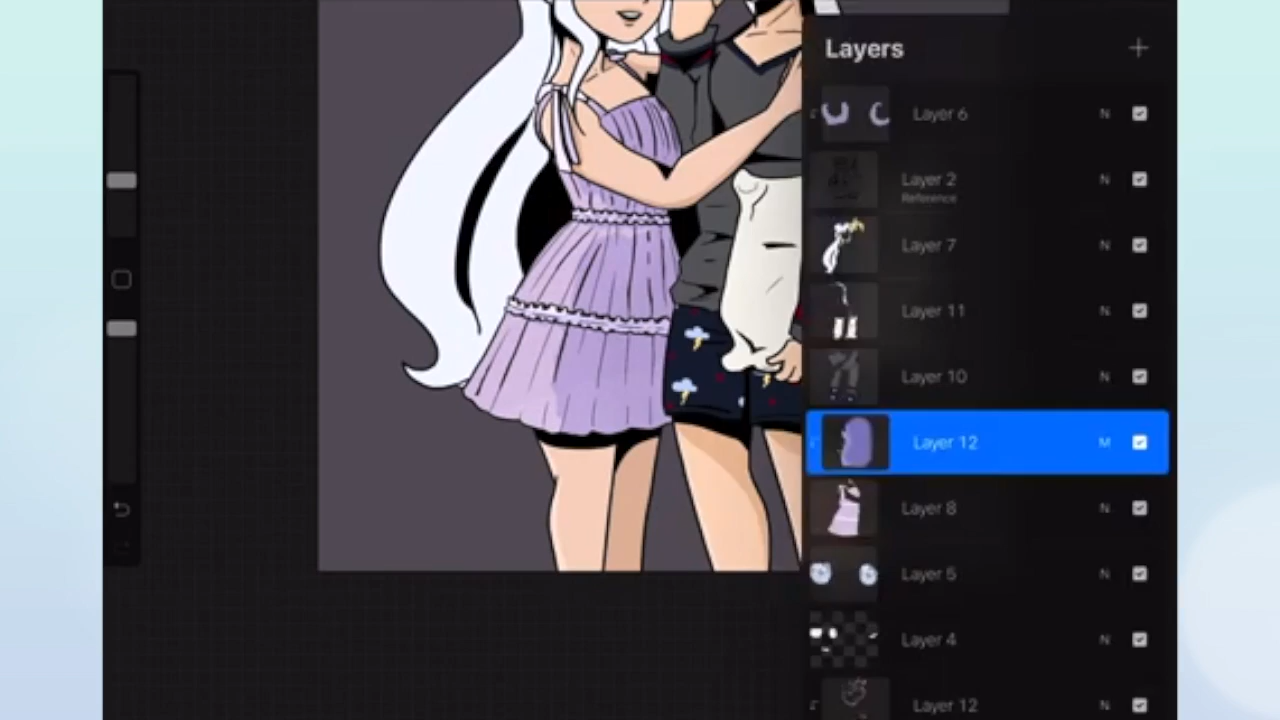 Layers
Layer 6 N
Layer 2 N
Reference
Layer 7 N
Layer 11 N
Layer 10 N
Layer 12 M
Layer 8 N
Layer 5 N
Layer 4 N
Layer 12 N